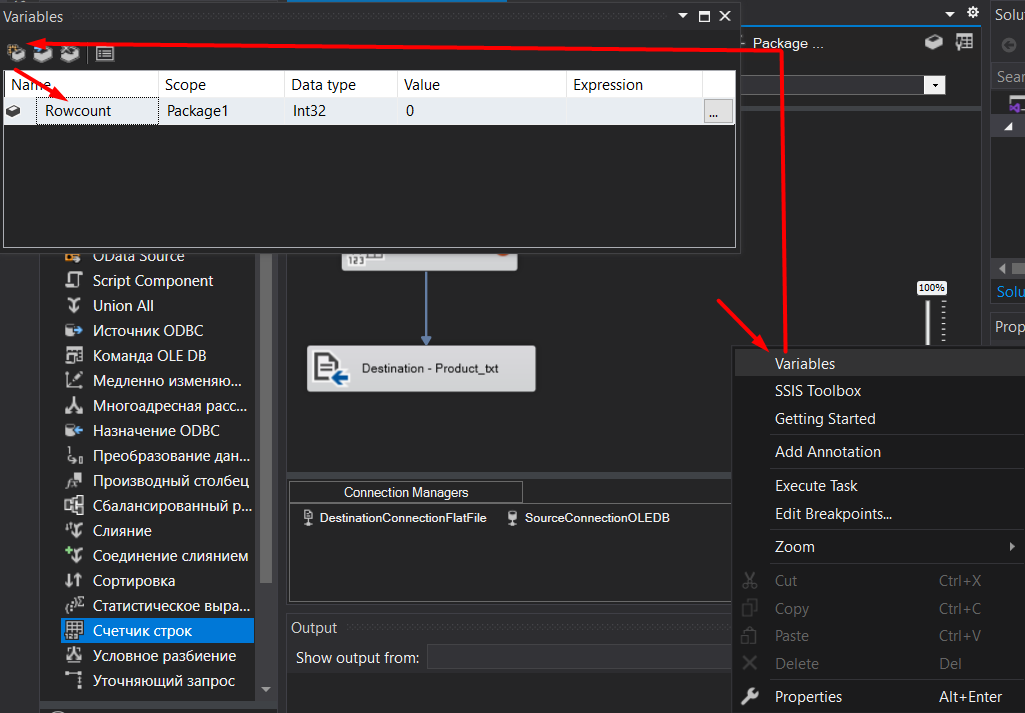 Variables
Name Scope Data type Value Expression
Rowcount Package1 Int32 0 ...
Package ...
Solu
Sear
Solu
Prop
100%
OData Source
Script Component
Union All
Источник ODBC
Команда OLE DB
Медленно изменяю...
Многоадресная расс...
Назначение ODBC
Преобразование дан...
Производный столбец
Сбалансированный р...
Слияние
Соединение слиянием
Сортировка
Статистическое выра...
Счетчик строк
Условное разбиение
Уточняющий запрос
123
Destination - Product_txt
Connection Managers
DestinationConnectionFlatFile SourceConnectionOLEDB
Output
Show output from:
Variables
SSIS Toolbox
Getting Started
Add Annotation
Execute Task
Edit Breakpoints...
Zoom
Cut Ctrl+X
Copy Ctrl+C
Paste Ctrl+V
Delete Del
Properties Alt+Enter